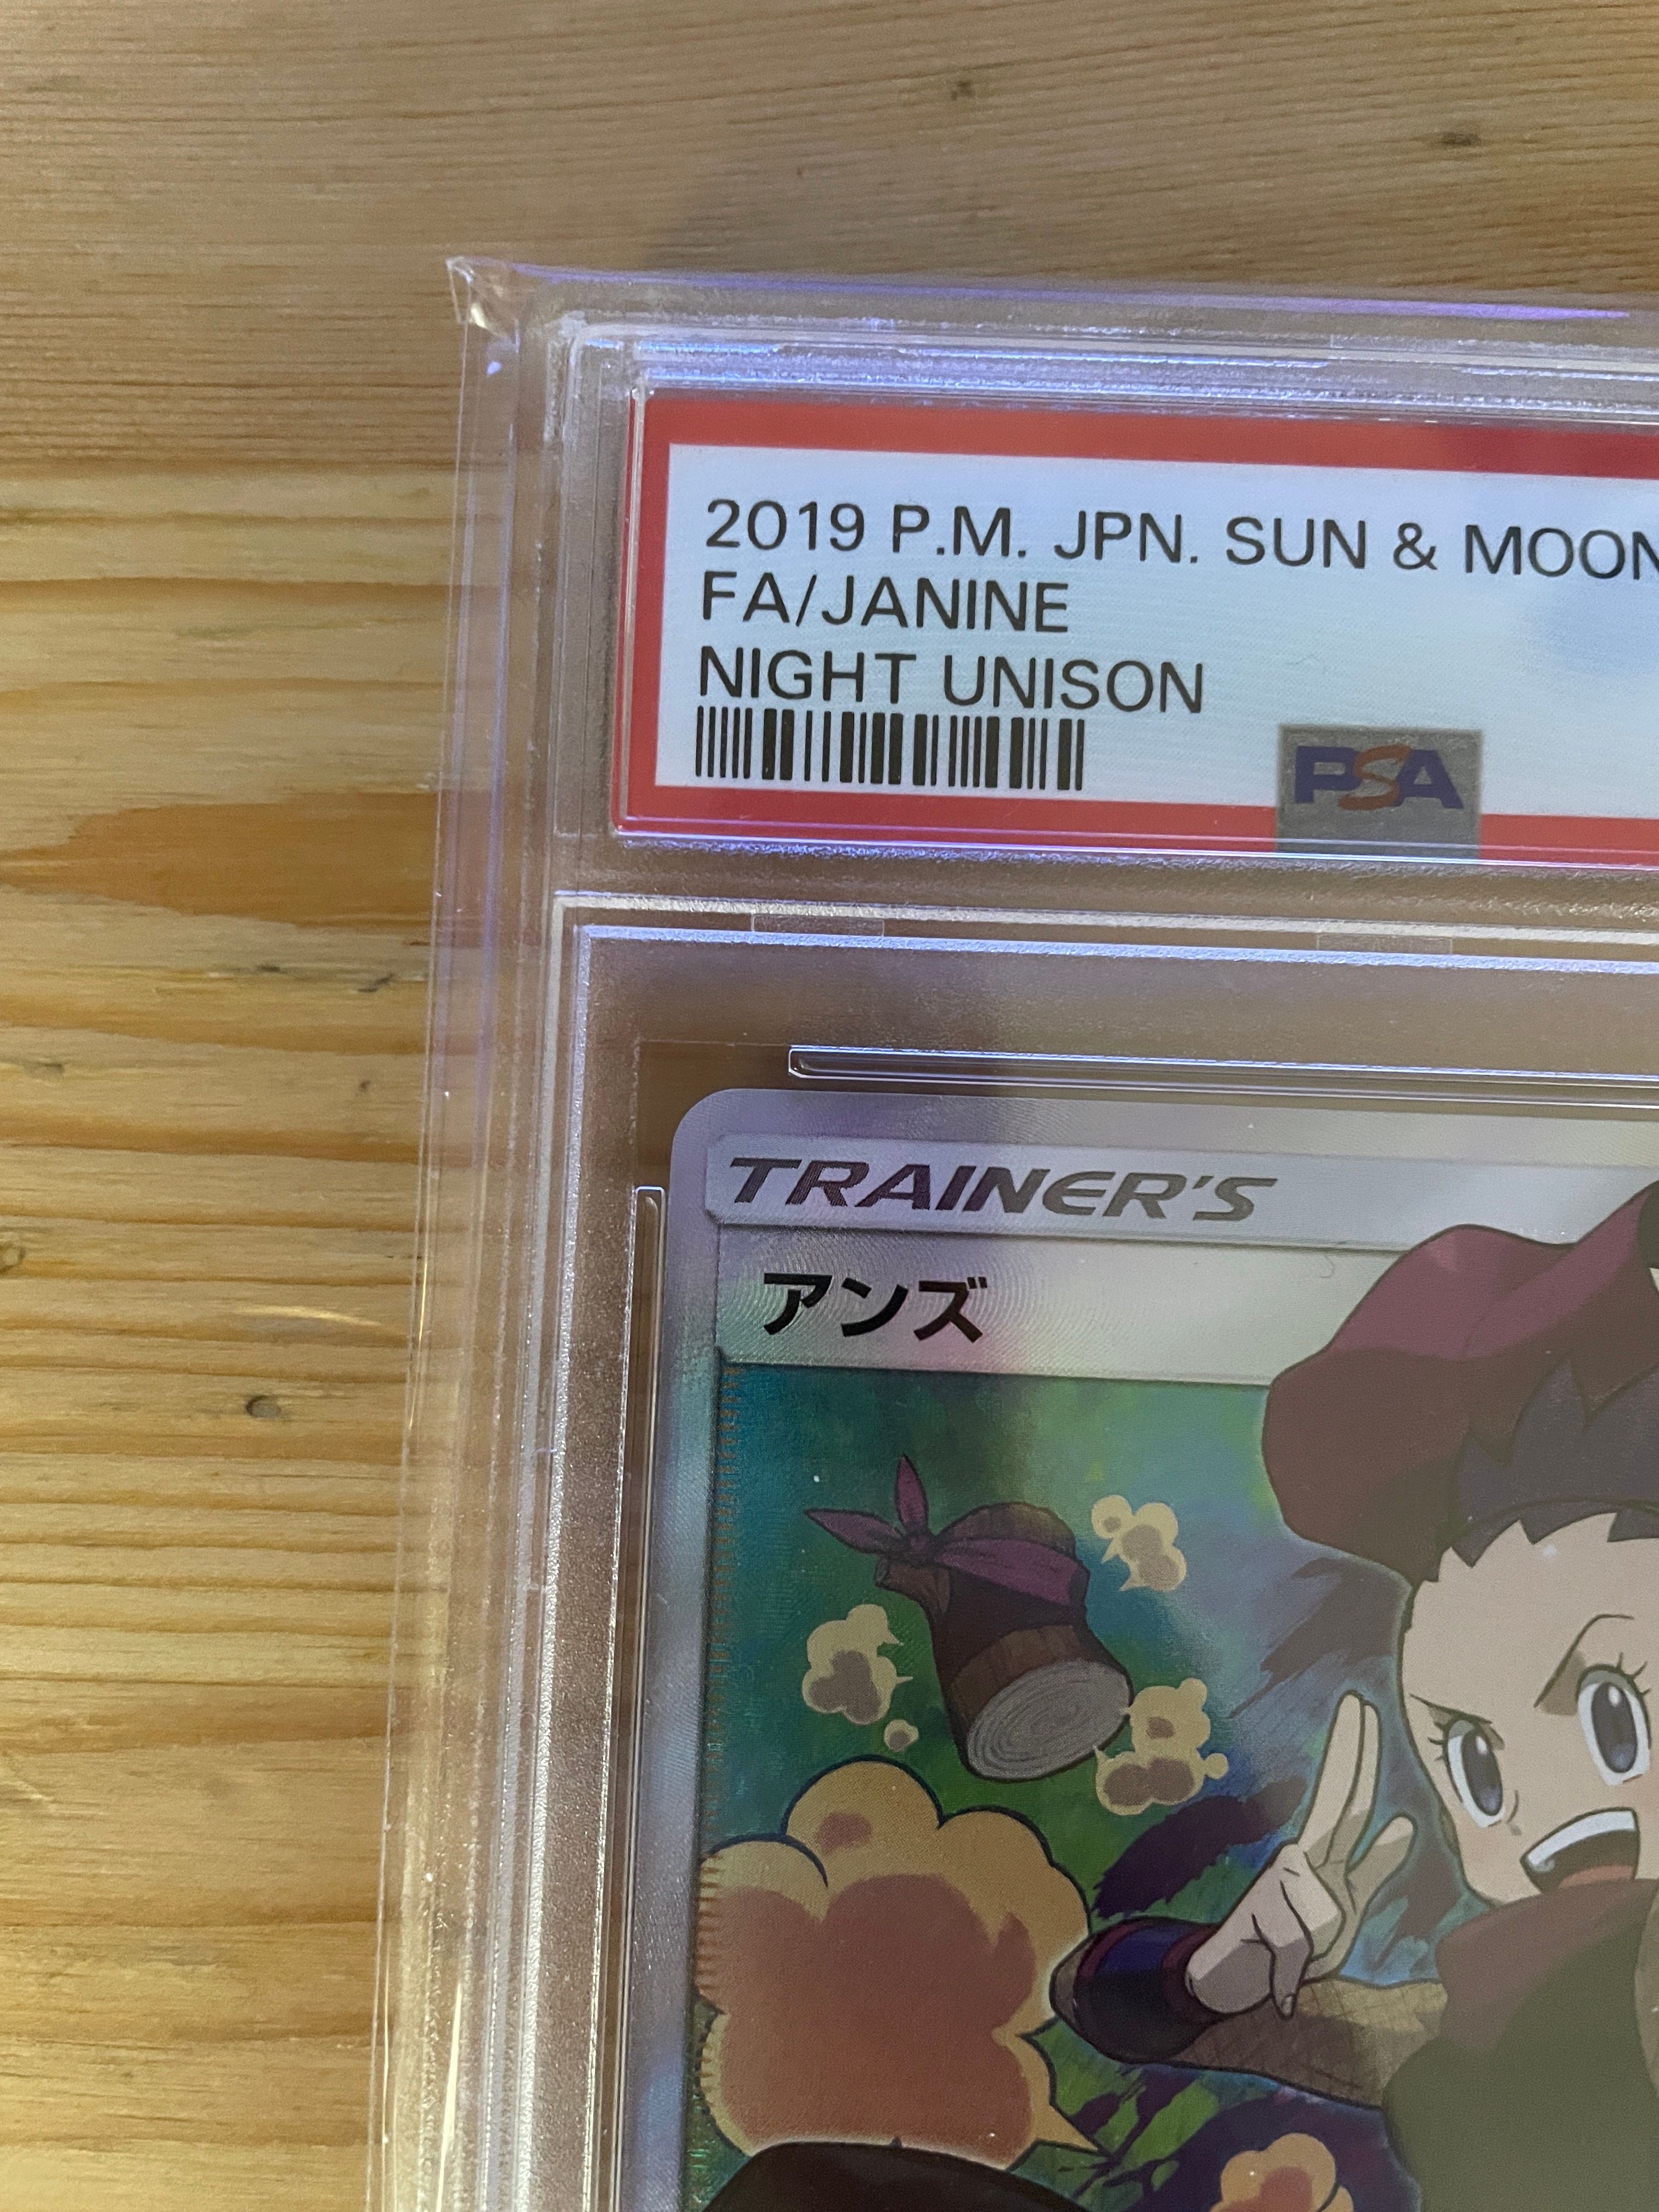 2019 P.M. JPN. SUN & MOON
FA/JANINE
NIGHT UNISON
PSA
TRAINER'S
アンズ